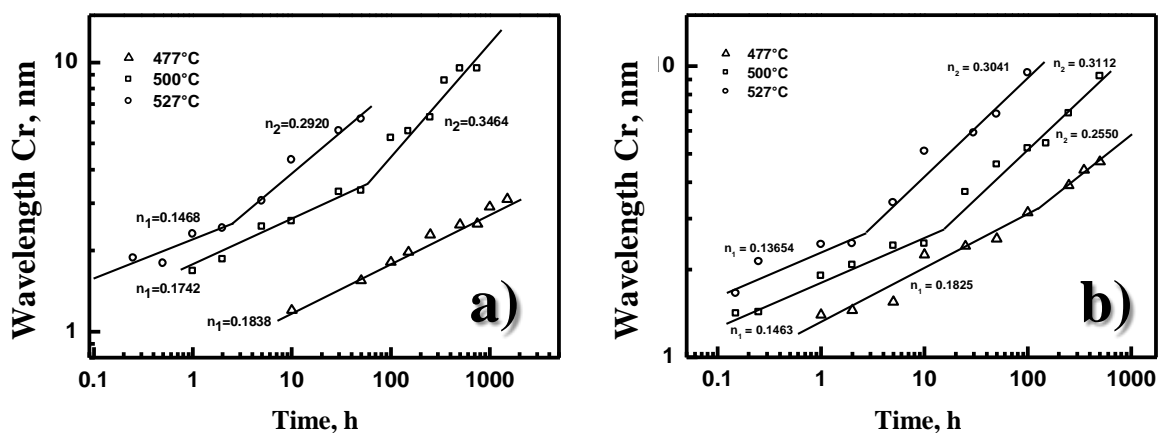 10
1
Wavelength Cr, nm
477°C
500°C
527°C
n2=0.2920
n2=0.3464
n1=0.1468
n1=0.1742
n1=0.1838
a)
0.1 1 10 100 1000
Time, h
0
1
Wavelength Cr, nm
477°C
500°C
527°C
n2 = 0.3041
n2 = 0.3112
n2 = 0.2550
n1 = 0.13654
n1 = 0.1825
n1 = 0.1463
b)
0.1 1 10 100 1000
Time, h